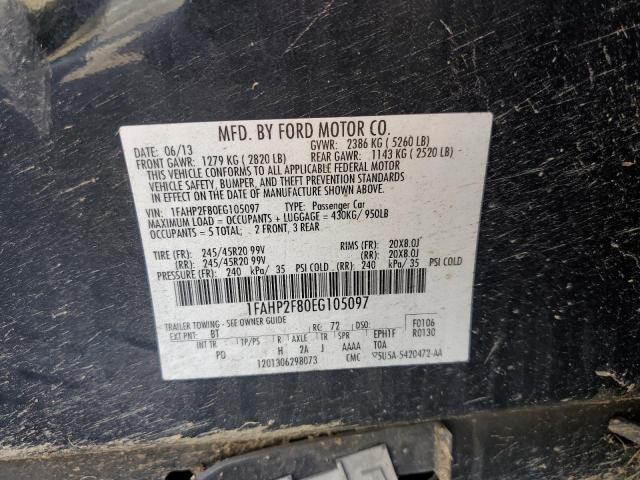 MFD. BY FORD MOTOR CO.
DATE: 06/13 GVWR: 2386 KG ( 5260 LB)
FRONT GAWR: 1279 KG ( 2820 LB) REAR GAWR: 1143 KG ( 2520 LB)
THIS VEHICLE CONFORMS TO ALL APPLICABLE FEDERAL MOTOR
VEHICLE SAFETY, BUMPER, AND THEFT PREVENTION STANDARDS
IN EFFECT ON THE DATE OF MANUFACTURE SHOWN ABOVE.
VIN: 1FAHP2F80EG105097 TYPE: Passenger Car
MAXIMUM LOAD = OCCUPANTS + LUGGAGE = 430KG/ 950LB
OCCUPANTS = 5 TOTAL; 2 FRONT, 3 REAR
TIRE (FR): 245/45R20 99V RIMS (FR): 20X8.0J
(RR): 245/45R20 99V (RR): 20X8.0J
PRESSURE (FR): 240 kPa/ 35 PSI COLD (RR): 240 kPa/ 35 PSI COLD
1FAHP2F80EG105097
TRAILER TOWING - SEE OWNER GUIDE RC: 72 DSO: F0106
EXT PNT: BT EPH1F R0130
INT TR TP/PS R AXLE TR SPR
PD H 2A J AAAA TOA
1201306298073 CMC 5U5A-5420472-AA